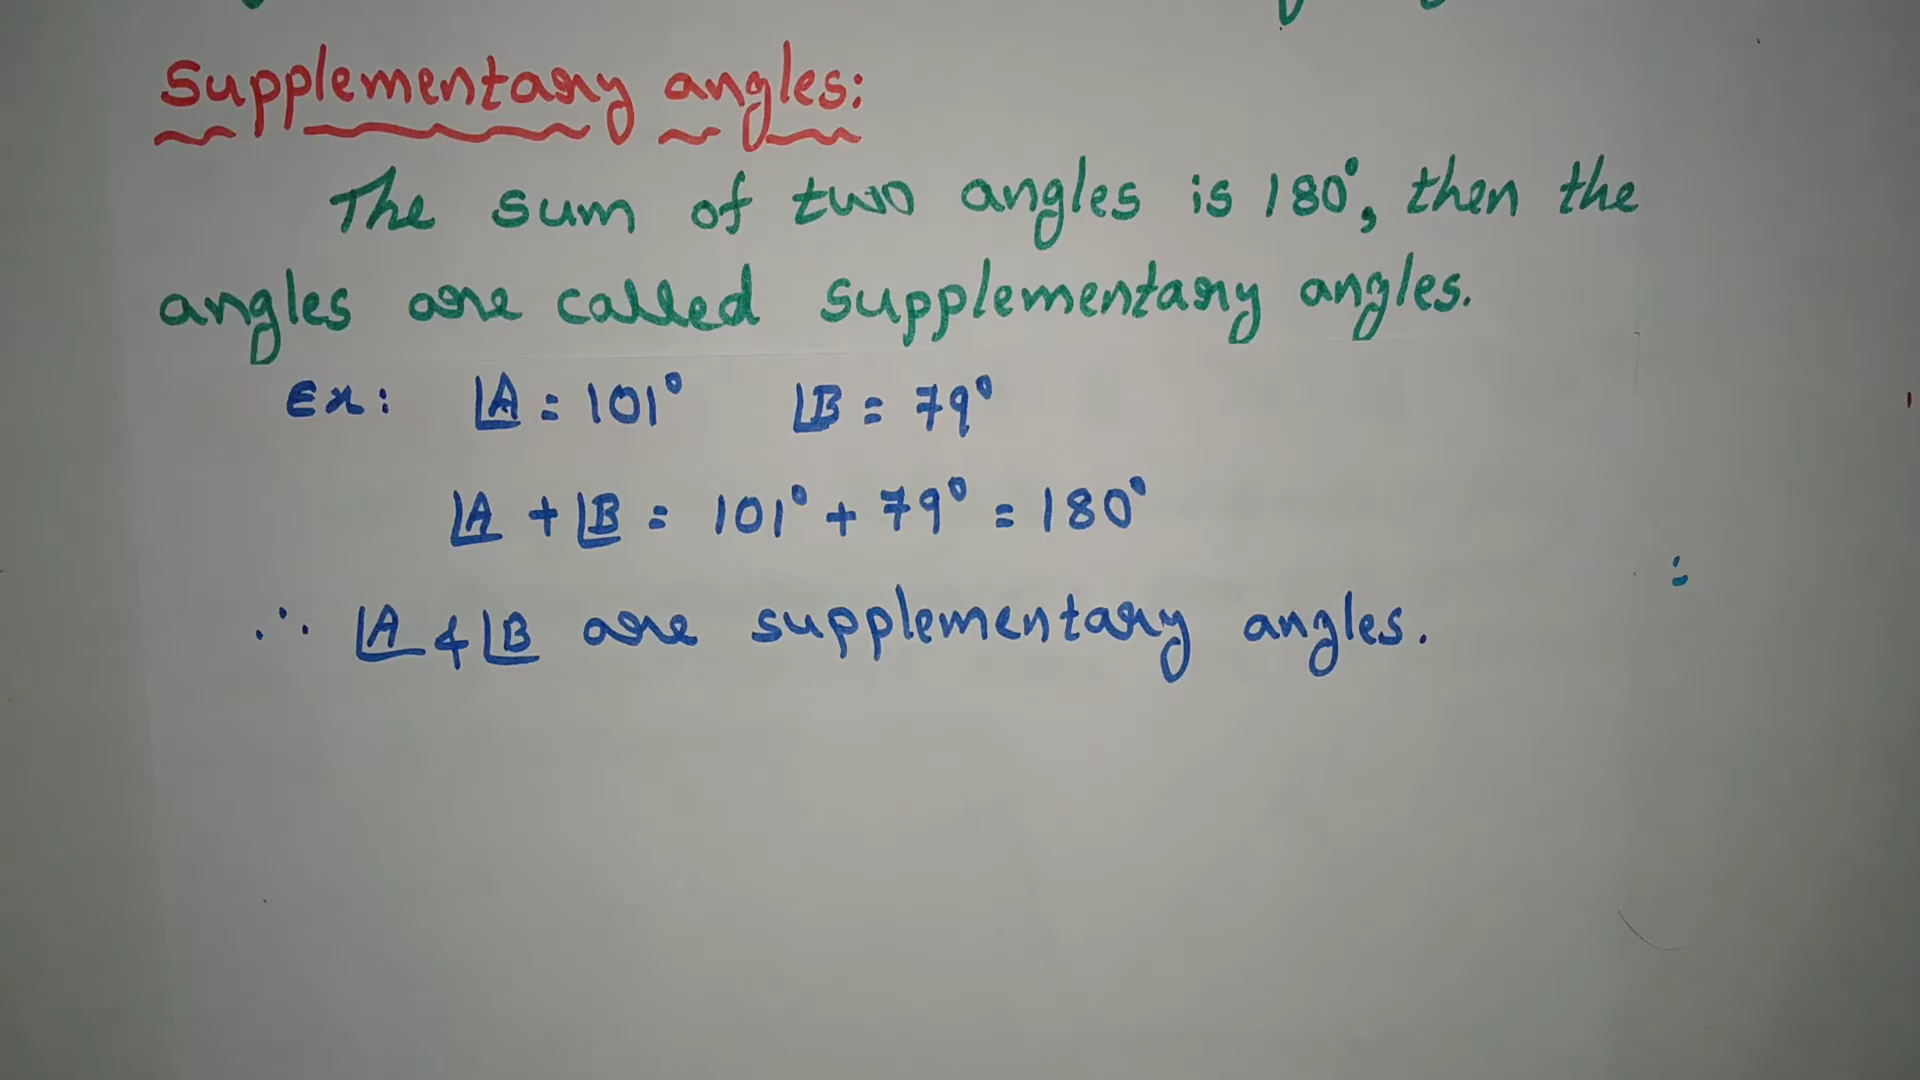 Supplementary angles:
The sum of two angles is 180°, then the
angles are called supplementary angles.
Ex: ∠A = 101° ∠B = 79°
∠A + ∠B = 101° + 79° = 180°
∴ ∠A & ∠B are supplementary angles.